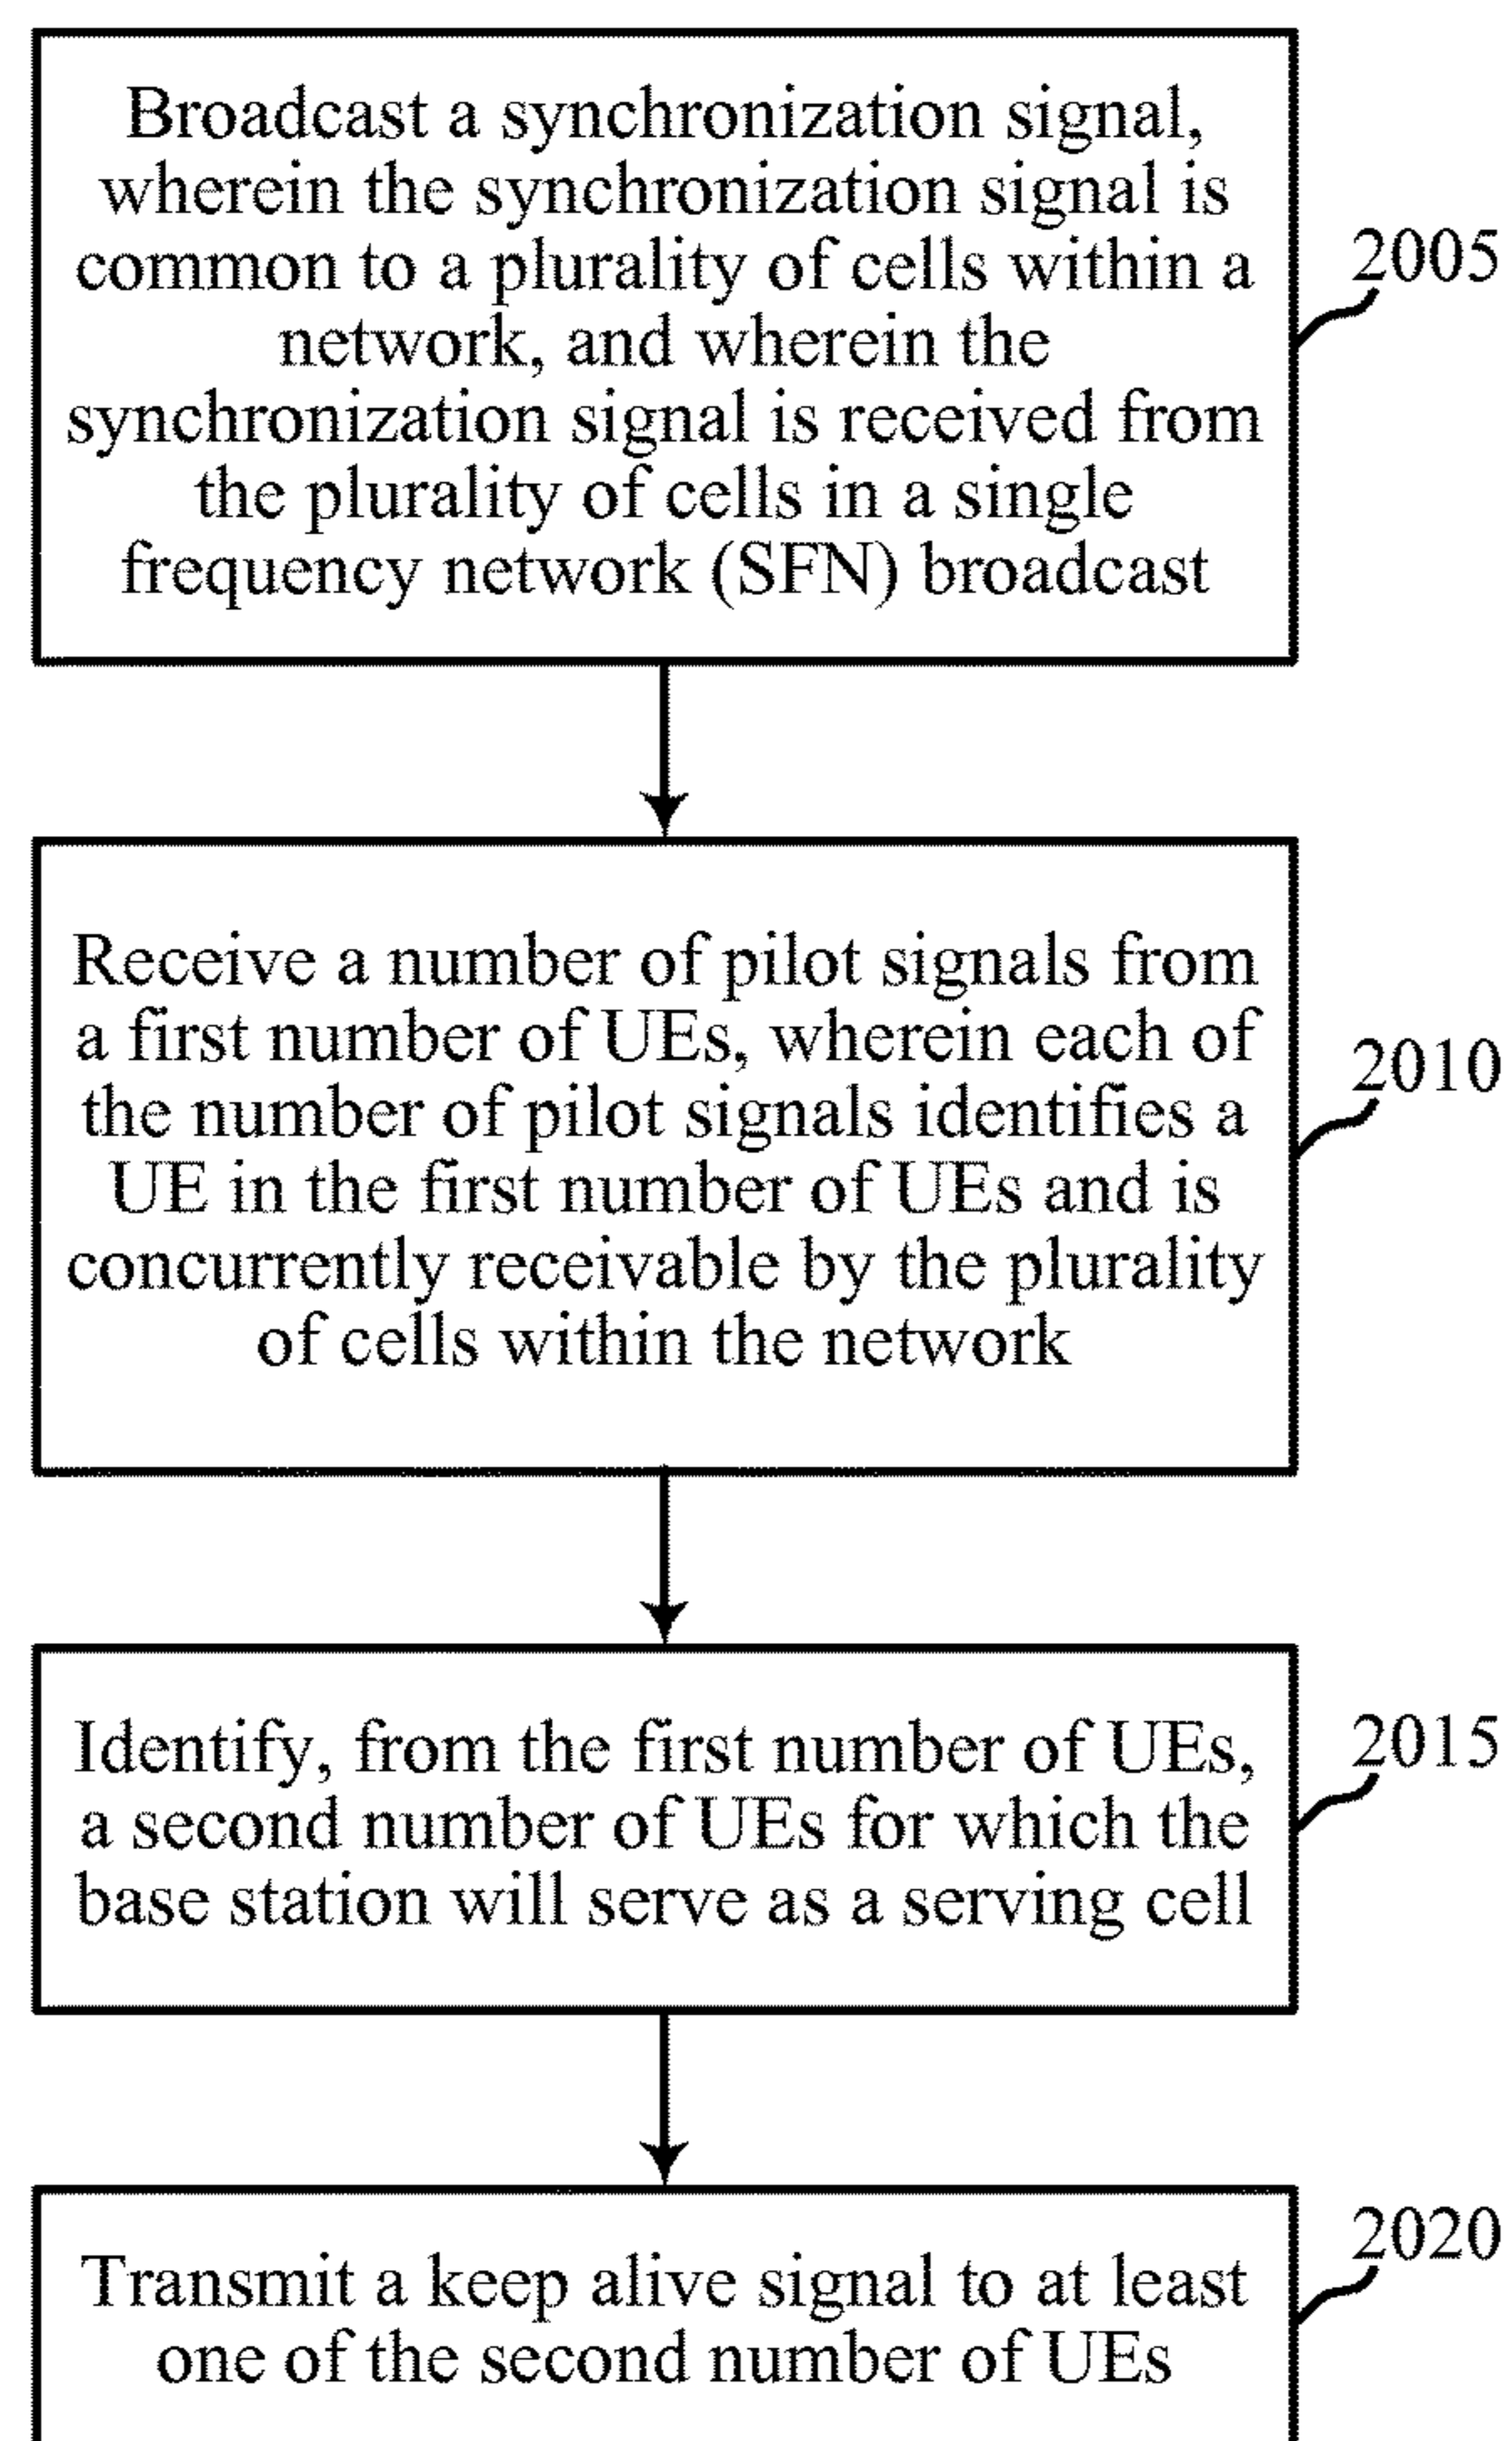 Broadcast a synchronization signal,
wherein the synchronization signal is
common to a plurality of cells within a
network, and wherein the
synchronization signal is received from
the plurality of cells in a single
frequency network (SFN) broadcast
2005
Receive a number of pilot signals from
a first number of UEs, wherein each of
the number of pilot signals identifies a
UE in the first number of UEs and is
concurrently receivable by the plurality
of cells within the network
2010
Identify, from the first number of UEs,
a second number of UEs for which the
base station will serve as a serving cell
2015
Transmit a keep alive signal to at least
one of the second number of UEs
2020